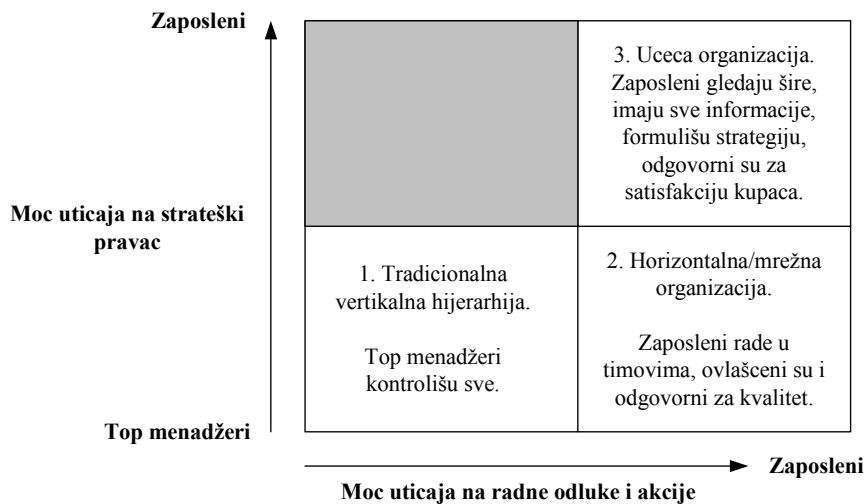 Zaposleni
3. Uceca organizacija.
Zaposleni gledaju šire,
imaju sve informacije,
formulišu strategiju,
odgovorni su za
satisfakciju kupaca.
Moc uticaja na strateški
pravac
1. Tradicionalna
vertikalna hijerarhija.
Top menadžeri
kontrolišu sve.
2. Horizontalna/mrežna
organizacija.
Zaposleni rade u
timovima, ovlašceni su i
odgovorni za kvalitet.
Top menadžeri
Zaposleni
Moc uticaja na radne odluke i akcije